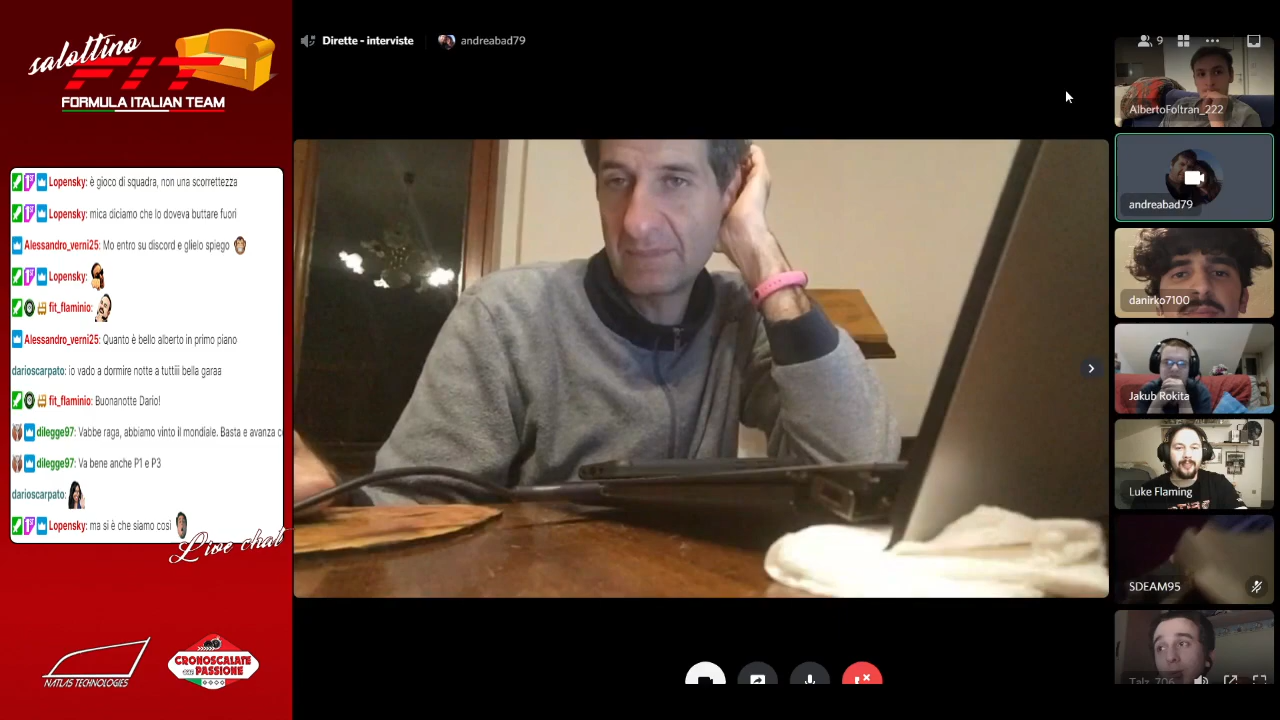 salottino
FIT
FORMULA ITALIAN TEAM
Lopensky: è gioco di squadra, non una scorrettezza
Lopensky: mica diciamo che lo doveva buttare fuori
Alessandro_verni25: Mo entro su discord e glielo spiego
Lopensky:
fit_flaminio:
Alessandro_verni25: Quanto è bello alberto in primo piano
darioscarpato: io vado a dormire notte a tuttiii bella garaa
fit_flaminio: Buonanotte Dario!
dilegge97: Vabbe raga, abbiamo vinto il mondiale. Basta e avanza
dilegge97: Va bene anche P1 e P3
darioscarpato:
Lopensky: ma si è che siamo così
Live chat
NATLAS TECHNOLOGIES
CRONOSCALATE
CHE
PASSIONE
Dirette - interviste
andreabad79
9
AlbertoFoltran_222
andreabad79
danirko7100
Jakub Rokita
Luke Flaming
SDEAM95
Talz_706